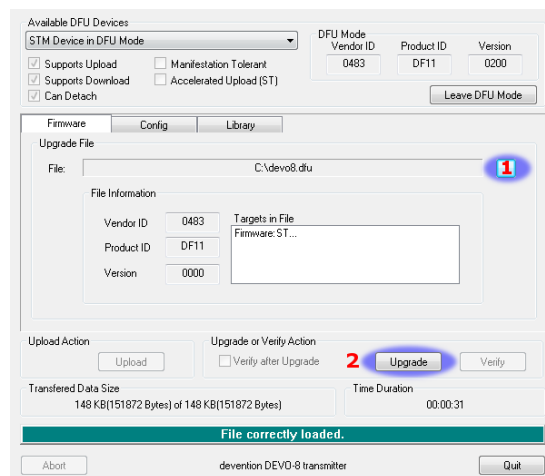 Available DFU Devices
STM Device in DFU Mode
DFU Mode
Vendor ID Product ID Version
0483 DF11 0200
Supports Upload Manifestation Tolerant
Supports Download Accelerated Upload (ST)
Can Detach
Leave DFU Mode
Firmware Config Library
Upgrade File
File: C:\devo8.dfu 1
File Information
Vendor ID 0483
Product ID DF11
Version 0000
Targets in File
Firmware: ST...
Upload Action
Upload
Upgrade or Verify Action
Verify after Upgrade 2 Upgrade Verify
Transfered Data Size
148 KB(151872 Bytes) of 148 KB(151872 Bytes)
Time Duration
00:00:31
File correctly loaded.
Abort devention DEVO-8 transmitter Quit